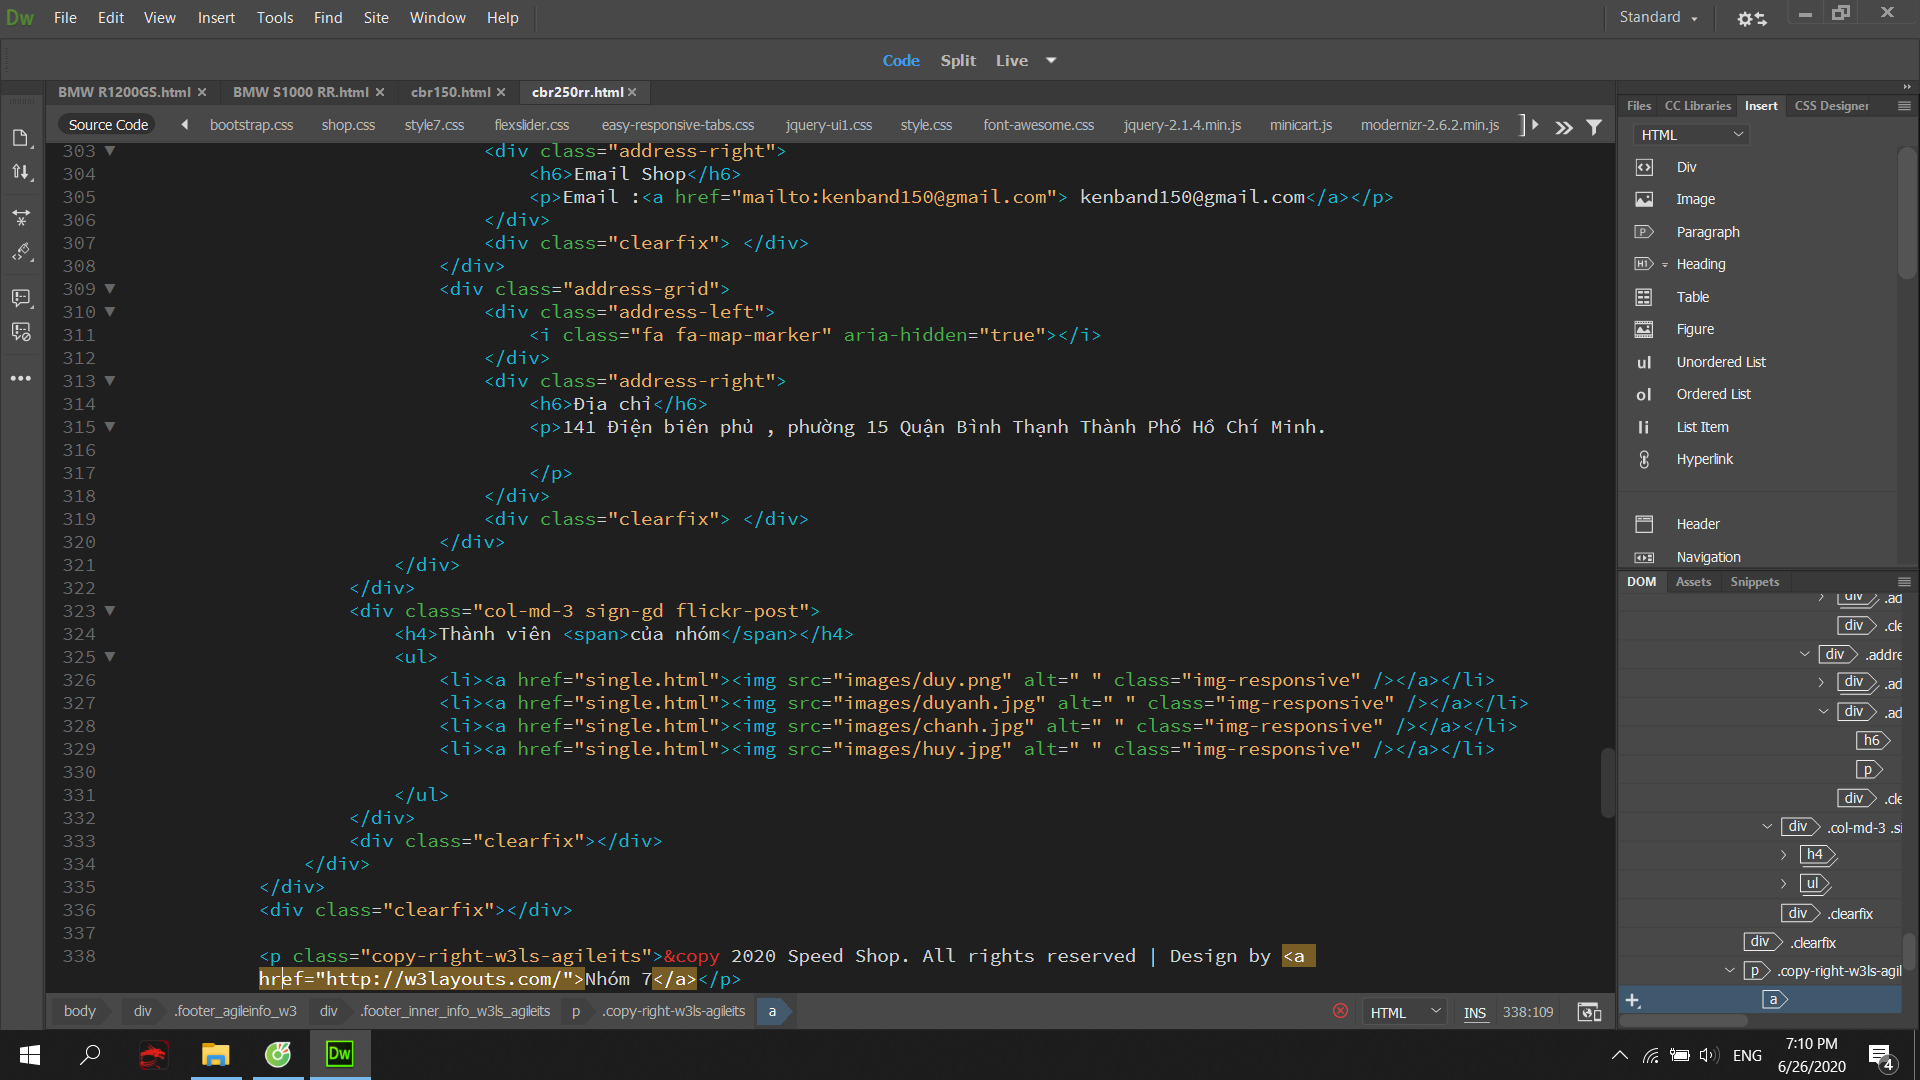 Dw File Edit View Insert Tools Find Site Window Help Standard
Code Split Live
BMW R1200GS.html BMW S1000 RR.html cbr150.html cbr250rr.html
Source Code bootstrap.css shop.css style7.css flexslider.css easy-responsive-tabs.css jquery-ui1.css style.css font-awesome.css jquery-2.1.4.min.js minicart.js modernizr-2.6.2.min.js
303 <div class="address-right">
304 <h6>Email Shop</h6>
305 <p>Email :<a href="mailto:kenband150@gmail.com"> kenband150@gmail.com</a></p>
306 </div>
307 <div class="clearfix"> </div>
308 </div>
309 <div class="address-grid">
310 <div class="address-left">
311 <i class="fa fa-map-marker" aria-hidden="true"></i>
312 </div>
313 <div class="address-right">
314 <h6>Địa chỉ</h6>
315 <p>141 Điện biên phủ , phường 15 Quận Bình Thạnh Thành Phố Hồ Chí Minh.
316
317 </p>
318 </div>
319 <div class="clearfix"> </div>
320 </div>
321 </div>
322 </div>
323 <div class="col-md-3 sign-gd flickr-post">
324 <h4>Thành viên <span>của nhóm</span></h4>
325 <ul>
326 <li><a href="single.html"><img src="images/duy.png" alt=" " class="img-responsive" /></a></li>
327 <li><a href="single.html"><img src="images/duyanh.jpg" alt=" " class="img-responsive" /></a></li>
328 <li><a href="single.html"><img src="images/chanh.jpg" alt=" " class="img-responsive" /></a></li>
329 <li><a href="single.html"><img src="images/huy.jpg" alt=" " class="img-responsive" /></a></li>
330
331 </ul>
332 </div>
333 <div class="clearfix"></div>
334 </div>
335 </div>
336 <div class="clearfix"></div>
337
338 <p class="copy-right-w3ls-agileits">&copy 2020 Speed Shop. All rights reserved | Design by <a
href="http://w3layouts.com/">Nhóm 7</a></p>
body div .footer_agileinfo_w3 div .footer_inner_info_w3ls_agileits p .copy-right-w3ls-agileits a HTML INS 338:109
Files CC Libraries Insert CSS Designer
HTML
Div
Image
Paragraph
Heading
Table
Figure
ul Unordered List
ol Ordered List
li List Item
Hyperlink
Header
Navigation
DOM Assets Snippets
div .ad
div .cle
div .addre
div .ad
div .ad
h6
p
div .cle
div .col-md-3 .si
h4
ul
div .clearfix
div .clearfix
p .copy-right-w3ls-agil
a
Dw ENG 7:10 PM
6/26/2020 4